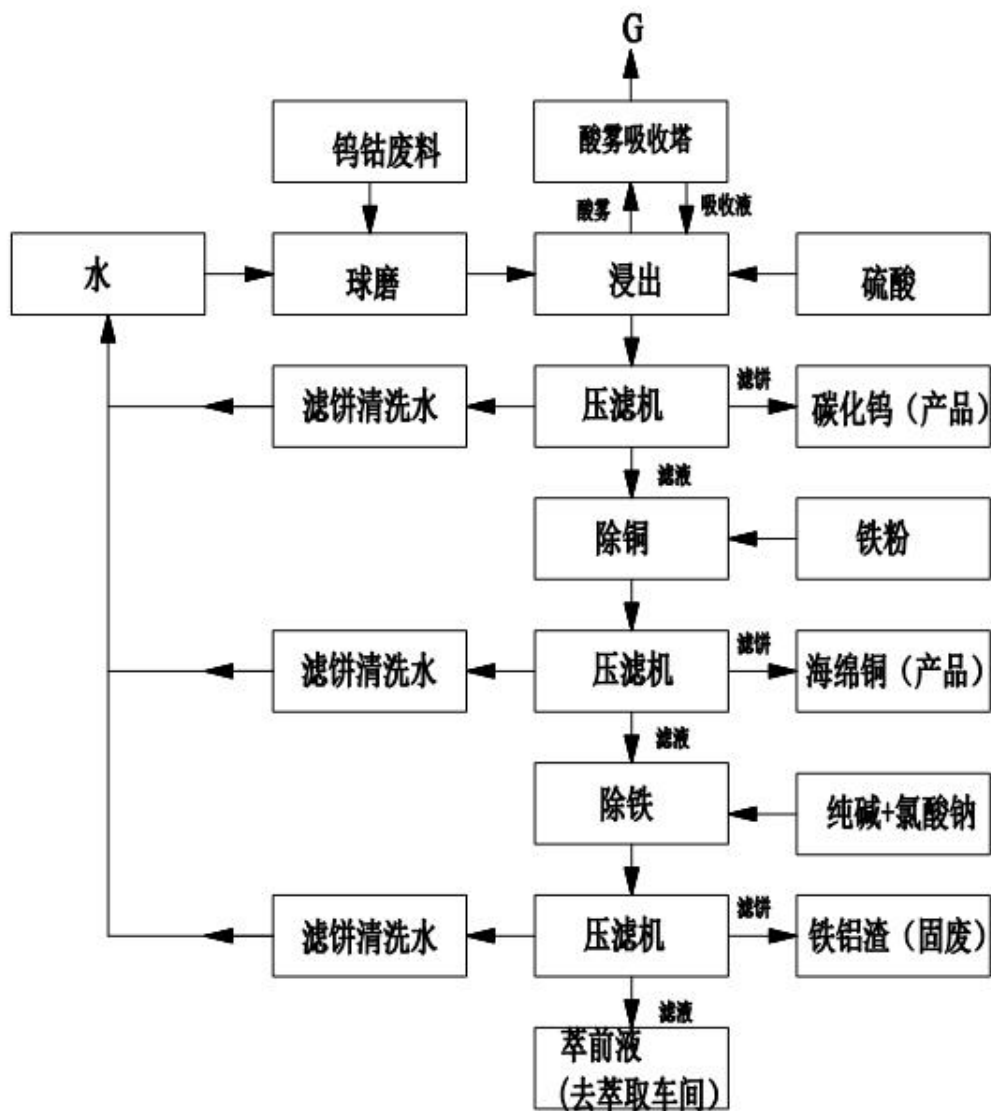 G
钨钴废料
酸雾吸收塔
酸雾
吸收液
水
球磨
浸出
硫酸
滤饼清洗水
压滤机
滤饼
碳化钨（产品）
滤液
除铜
铁粉
滤饼清洗水
压滤机
滤饼
海绵铜（产品）
滤液
除铁
纯碱+氯酸钠
滤饼清洗水
压滤机
滤饼
铁铝渣（固废）
滤液
萃前液
(去萃取车间)